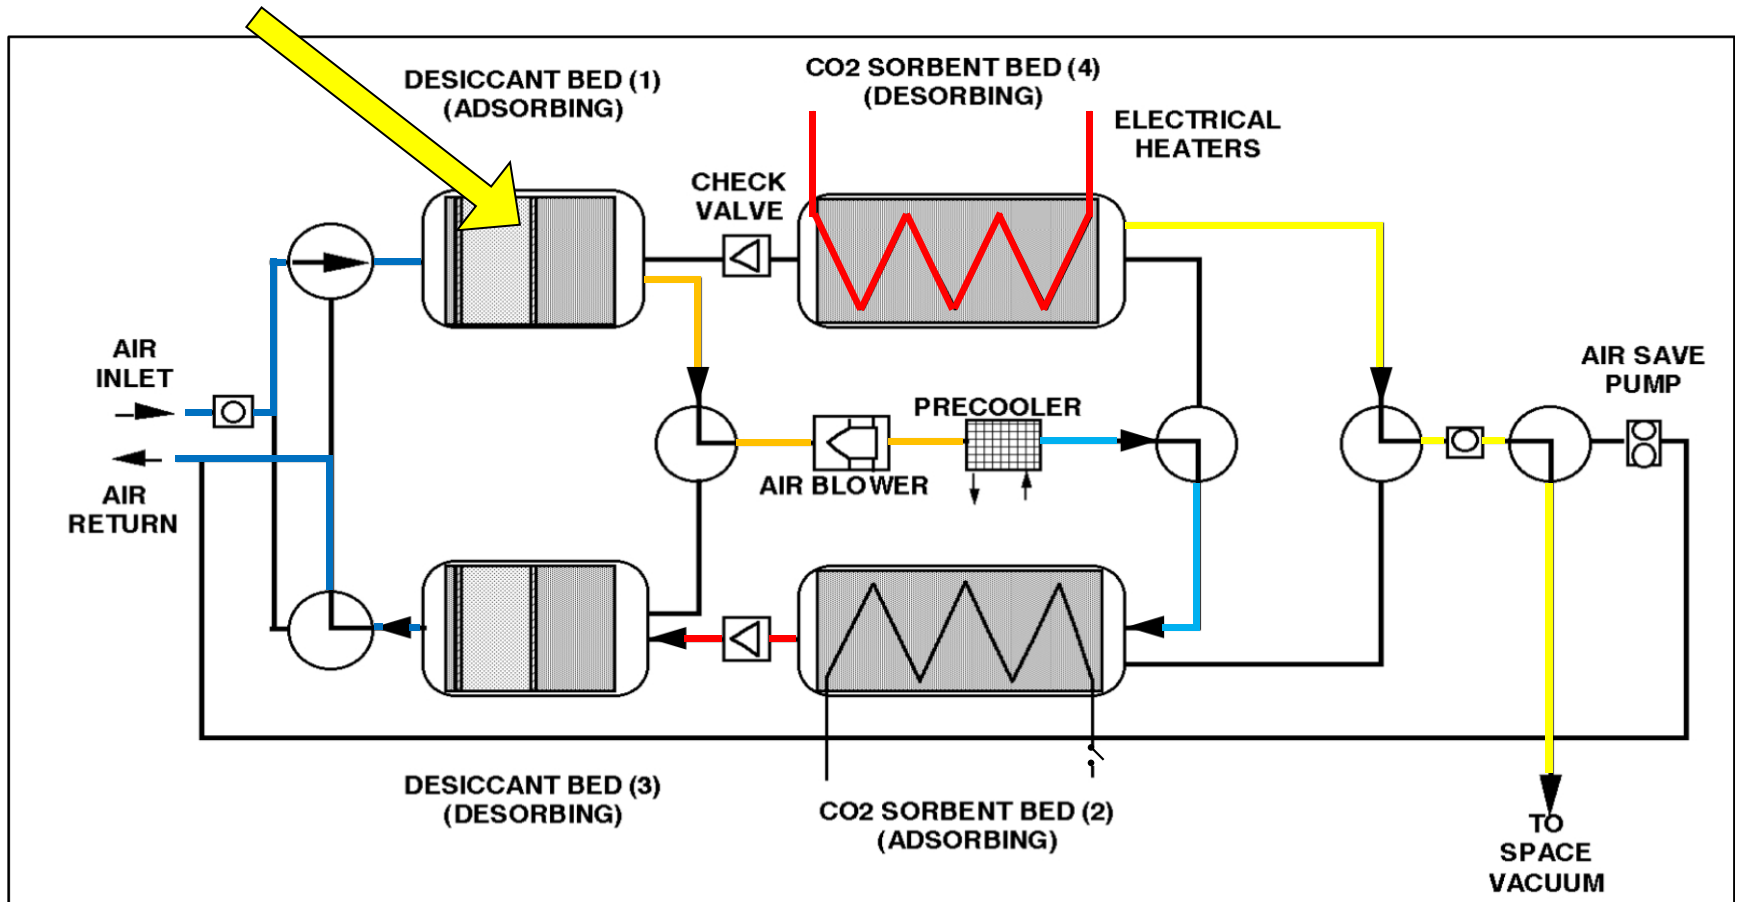 DESICCANT BED (1)
(ADSORBING)
CO2 SORBENT BED (4)
(DESORBING)
ELECTRICAL
HEATERS
CHECK
VALVE
AIR
INLET
AIR SAVE
PUMP
PRECOOLER
AIR BLOWER
AIR
RETURN
DESICCANT BED (3)
(DESORBING)
CO2 SORBENT BED (2)
(ADSORBING)
TO
SPACE
VACUUM